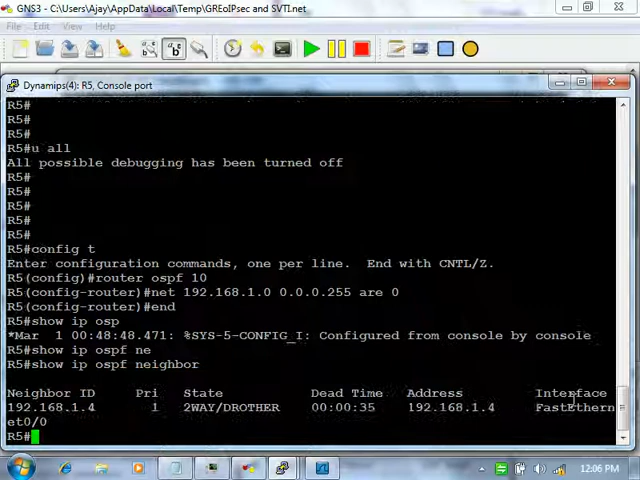 GNS3 - C:\Users\Ajay\AppData\Local\Temp\GREoIPsec and SVTI.net
File Edit View Help
Dynamips(4): R5, Console port
R5#
R5#
R5#
R5#u all
All possible debugging has been turned off
R5#
R5#
R5#
R5#
R5#
R5#config t
Enter configuration commands, one per line. End with CNTL/Z.
R5(config)#router ospf 10
R5(config-router)#net 192.168.1.0 0.0.0.255 are 0
R5(config-router)#end
R5#show ip osp
*Mar 1 00:48:48.471: %SYS-5-CONFIG_I: Configured from console by console
R5#show ip ospf ne
R5#show ip ospf neighbor
Neighbor ID Pri State Dead Time Address Interface
192.168.1.4 1 2WAY/DROTHER 00:00:35 192.168.1.4 FastEthern
et0/0
R5#
12:06 PM